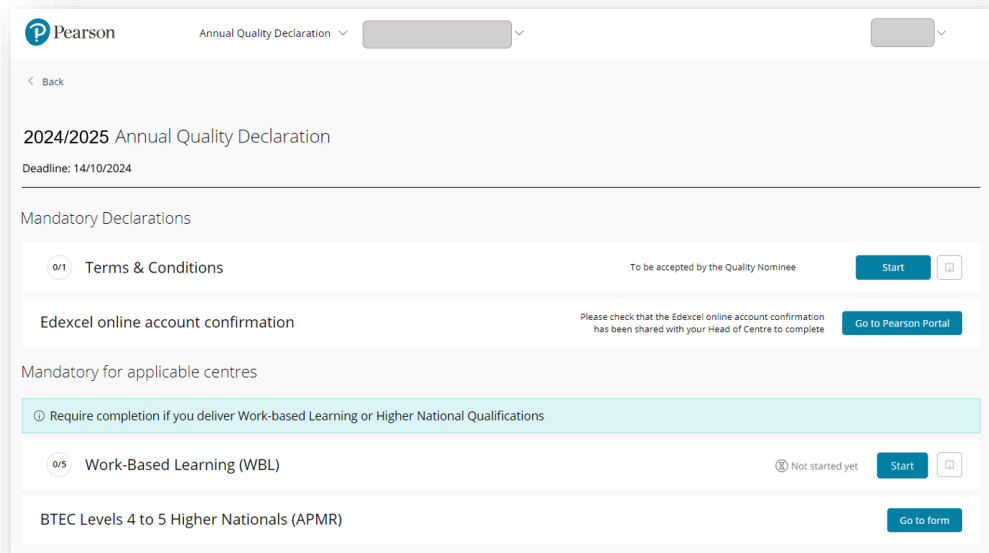 Pearson
Annual Quality Declaration
Back
2024/2025 Annual Quality Declaration
Deadline: 14/10/2024
Mandatory Declarations
0/1 Terms & Conditions To be accepted by the Quality Nominee Start
Edexcel online account confirmation
Please check that the Edexcel online account confirmation
has been shared with your Head of Centre to complete
Go to Pearson Portal
Mandatory for applicable centres
Require completion if you deliver Work-based Learning or Higher National Qualifications
0/5 Work-Based Learning (WBL) Not started yet Start
BTEC Levels 4 to 5 Higher Nationals (APMR) Go to form